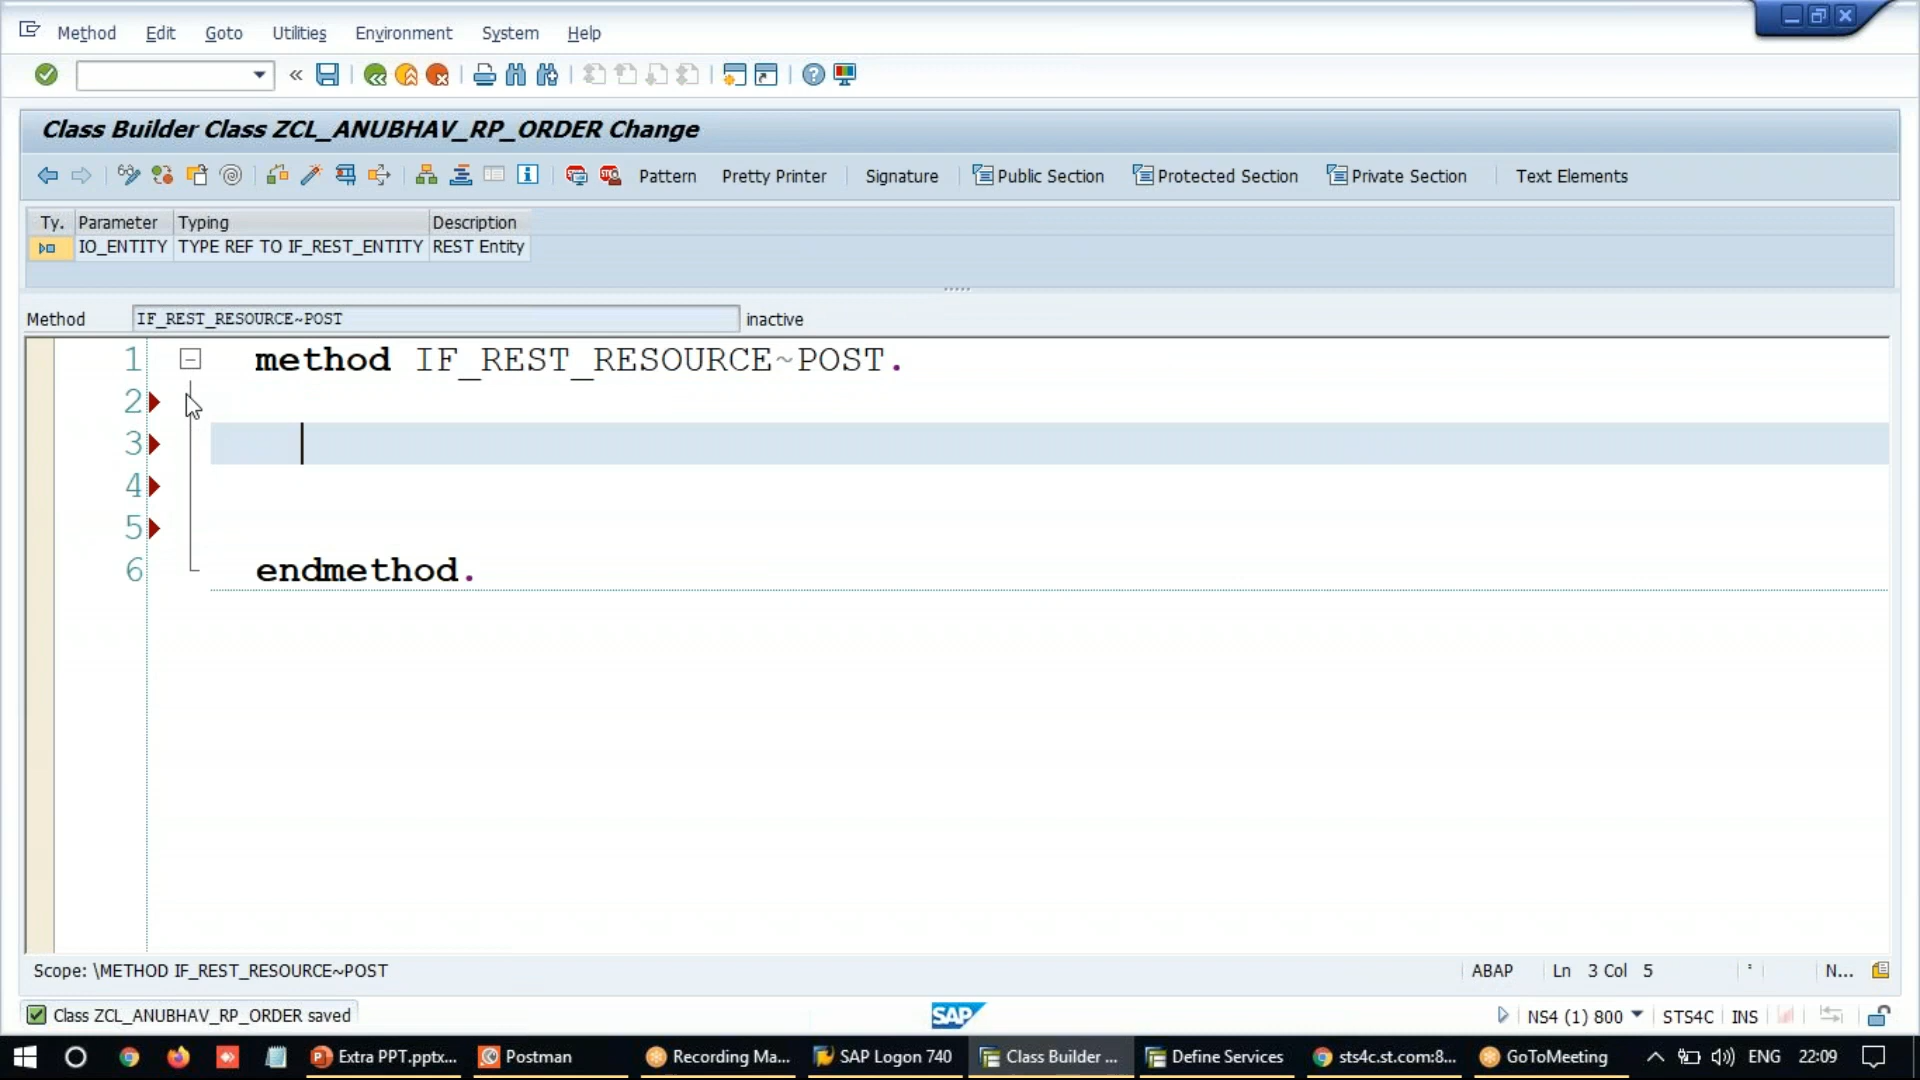 Method Edit Goto Utilities Environment System Help
Class Builder Class ZCL_ANUBHAV_RP_ORDER Change
Pattern Pretty Printer Signature Public Section Protected Section Private Section Text Elements
Ty. Parameter Typing Description
IO_ENTITY TYPE REF TO IF_REST_ENTITY REST Entity
Method IF_REST_RESOURCE~POST inactive
1 method IF_REST_RESOURCE~POST.
2
3
4
5
6 endmethod.
Scope: \METHOD IF_REST_RESOURCE~POST ABAP Ln 3 Col 5 N...
Class ZCL_ANUBHAV_RP_ORDER saved SAP NS4 (1) 800 STS4C INS
Extra PPT.pptx... Postman Recording Ma... SAP Logon 740 Class Builder ... Define Services sts4c.st.com:8... GoToMeeting ENG 22:09